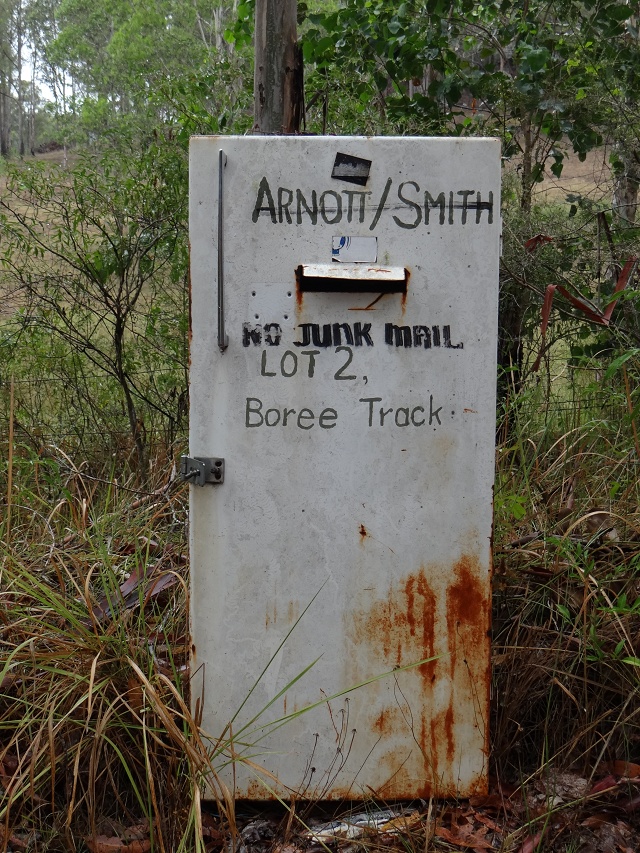 ARNOTT/SMITH
NO JUNK MAIL
LOT 2,
Boree Track